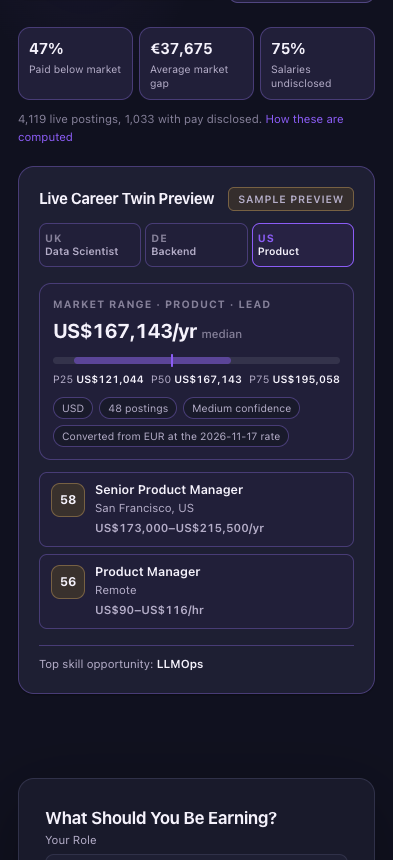 47%
Paid below market
€37,675
Average market
gap
75%
Salaries
undisclosed
4,119 live postings, 1,033 with pay disclosed. How these are
computed
Live Career Twin Preview
SAMPLE PREVIEW
UK
Data Scientist
DE
Backend
US
Product
MARKET RANGE · PRODUCT · LEAD
US$167,143/yr median
P25 US$121,044 P50 US$167,143 P75 US$195,058
USD
48 postings
Medium confidence
Converted from EUR at the 2026-11-17 rate
58
Senior Product Manager
San Francisco, US
US$173,000–US$215,500/yr
56
Product Manager
Remote
US$90–US$116/hr
Top skill opportunity: LLMOps
What Should You Be Earning?
Your Role